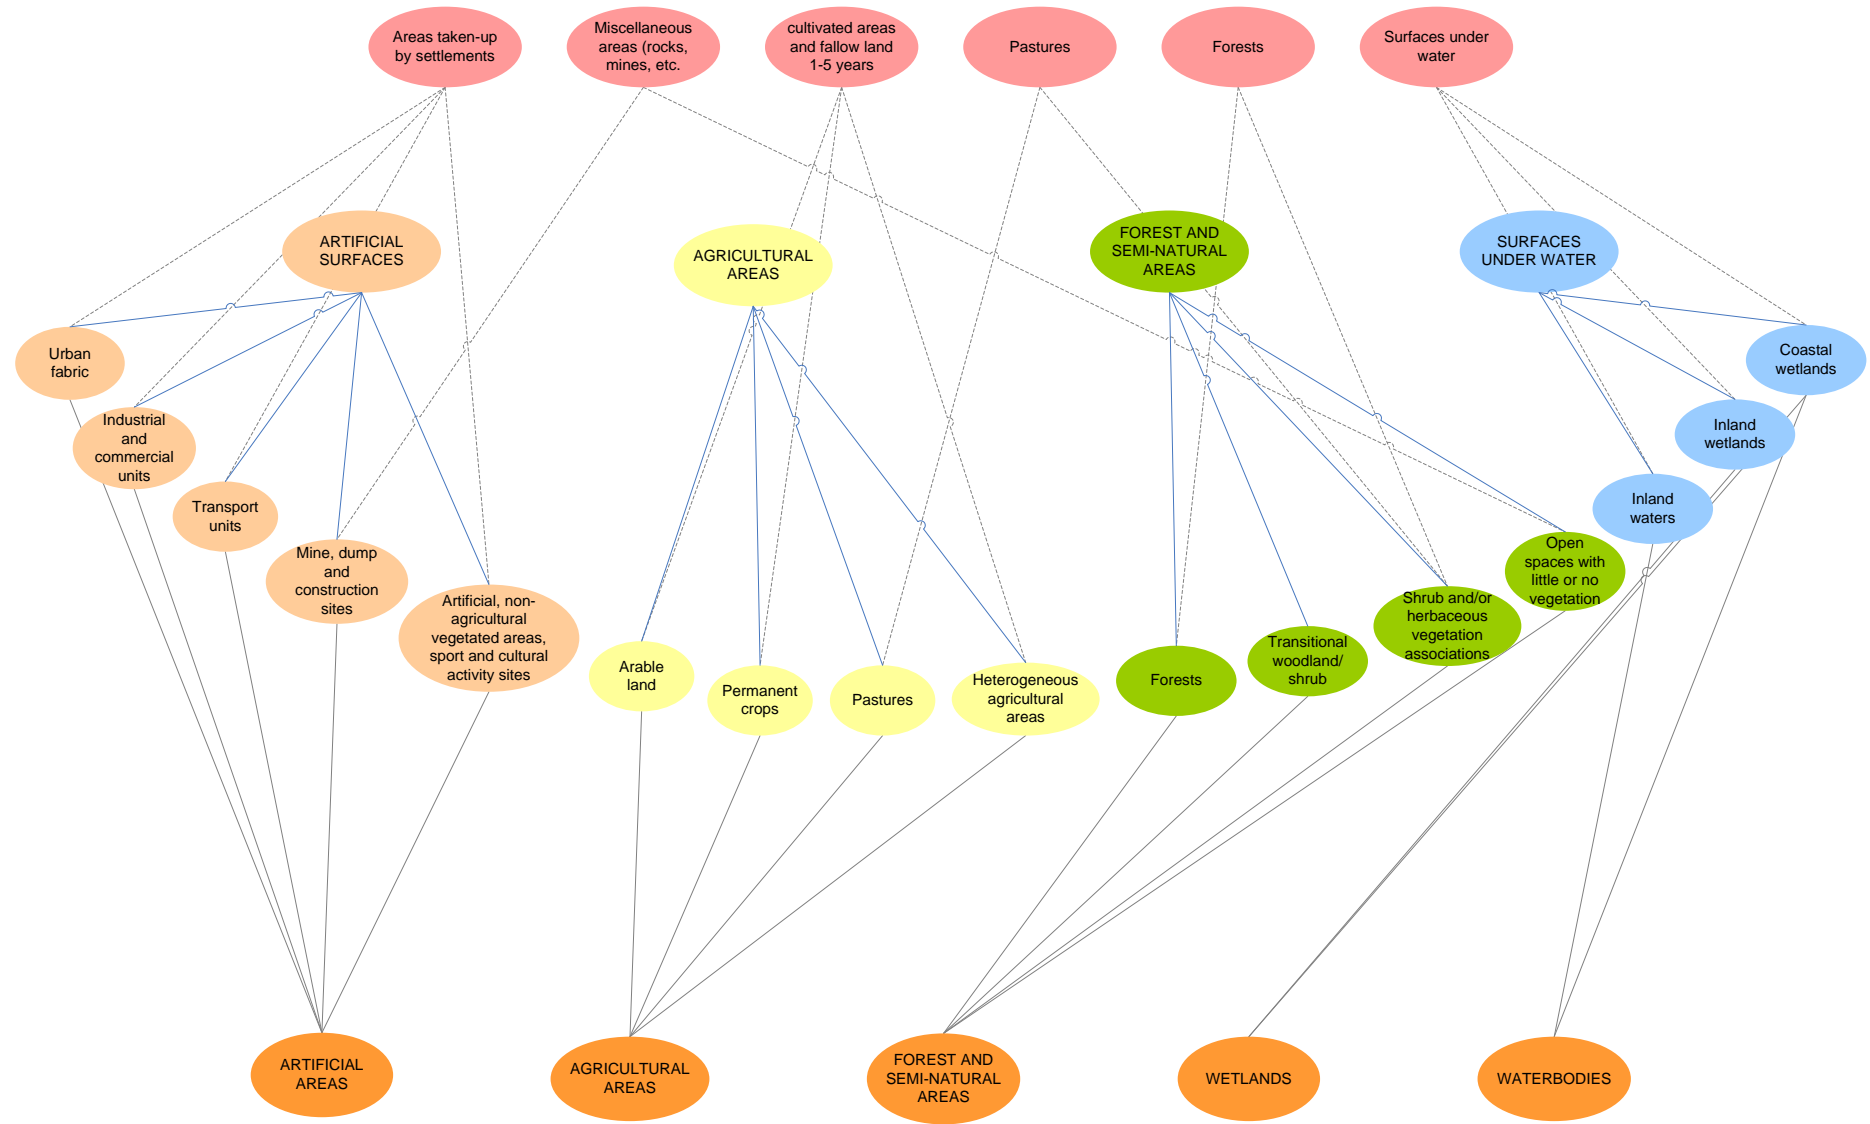 Areas taken-up
by settlements
Miscellaneous
areas (rocks,
mines, etc.
cultivated areas
and fallow land
1-5 years
Pastures
Forests
Surfaces under
water
ARTIFICIAL
SURFACES
AGRICULTURAL
AREAS
FOREST AND
SEMI-NATURAL
AREAS
SURFACES
UNDER WATER
Urban
fabric
Industrial
and
commercial
units
Transport
units
Mine, dump
and
construction
sites
Artificial, non-
agricultural
vegetated areas,
sport and cultural
activity sites
Arable
land
Permanent
crops
Pastures
Heterogeneous
agricultural
areas
Forests
Transitional
woodland/
shrub
Shrub and/or
herbaceous
vegetation
associations
Open
spaces with
little or no
vegetation
Inland
waters
Inland
wetlands
Coastal
wetlands
ARTIFICIAL
AREAS
AGRICULTURAL
AREAS
FOREST AND
SEMI-NATURAL
AREAS
WETLANDS
WATERBODIES